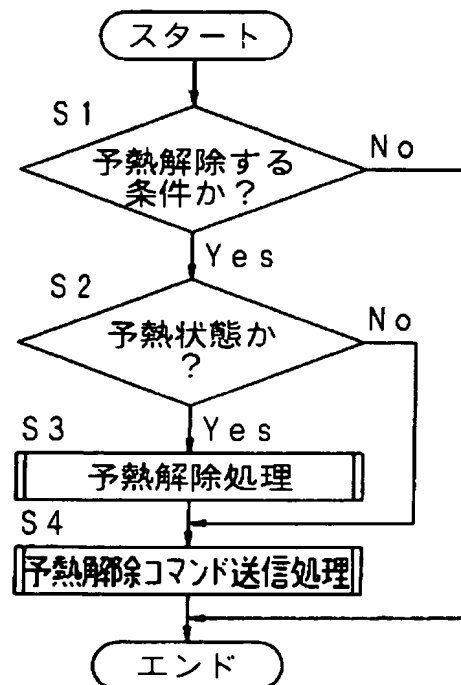 スタート
S1
予熱解除する
条件か?
No
Yes
S2
予熱状態か
?
No
Yes
S3
予熱解除処理
S4
予熱解除コマンド送信処理
エンド